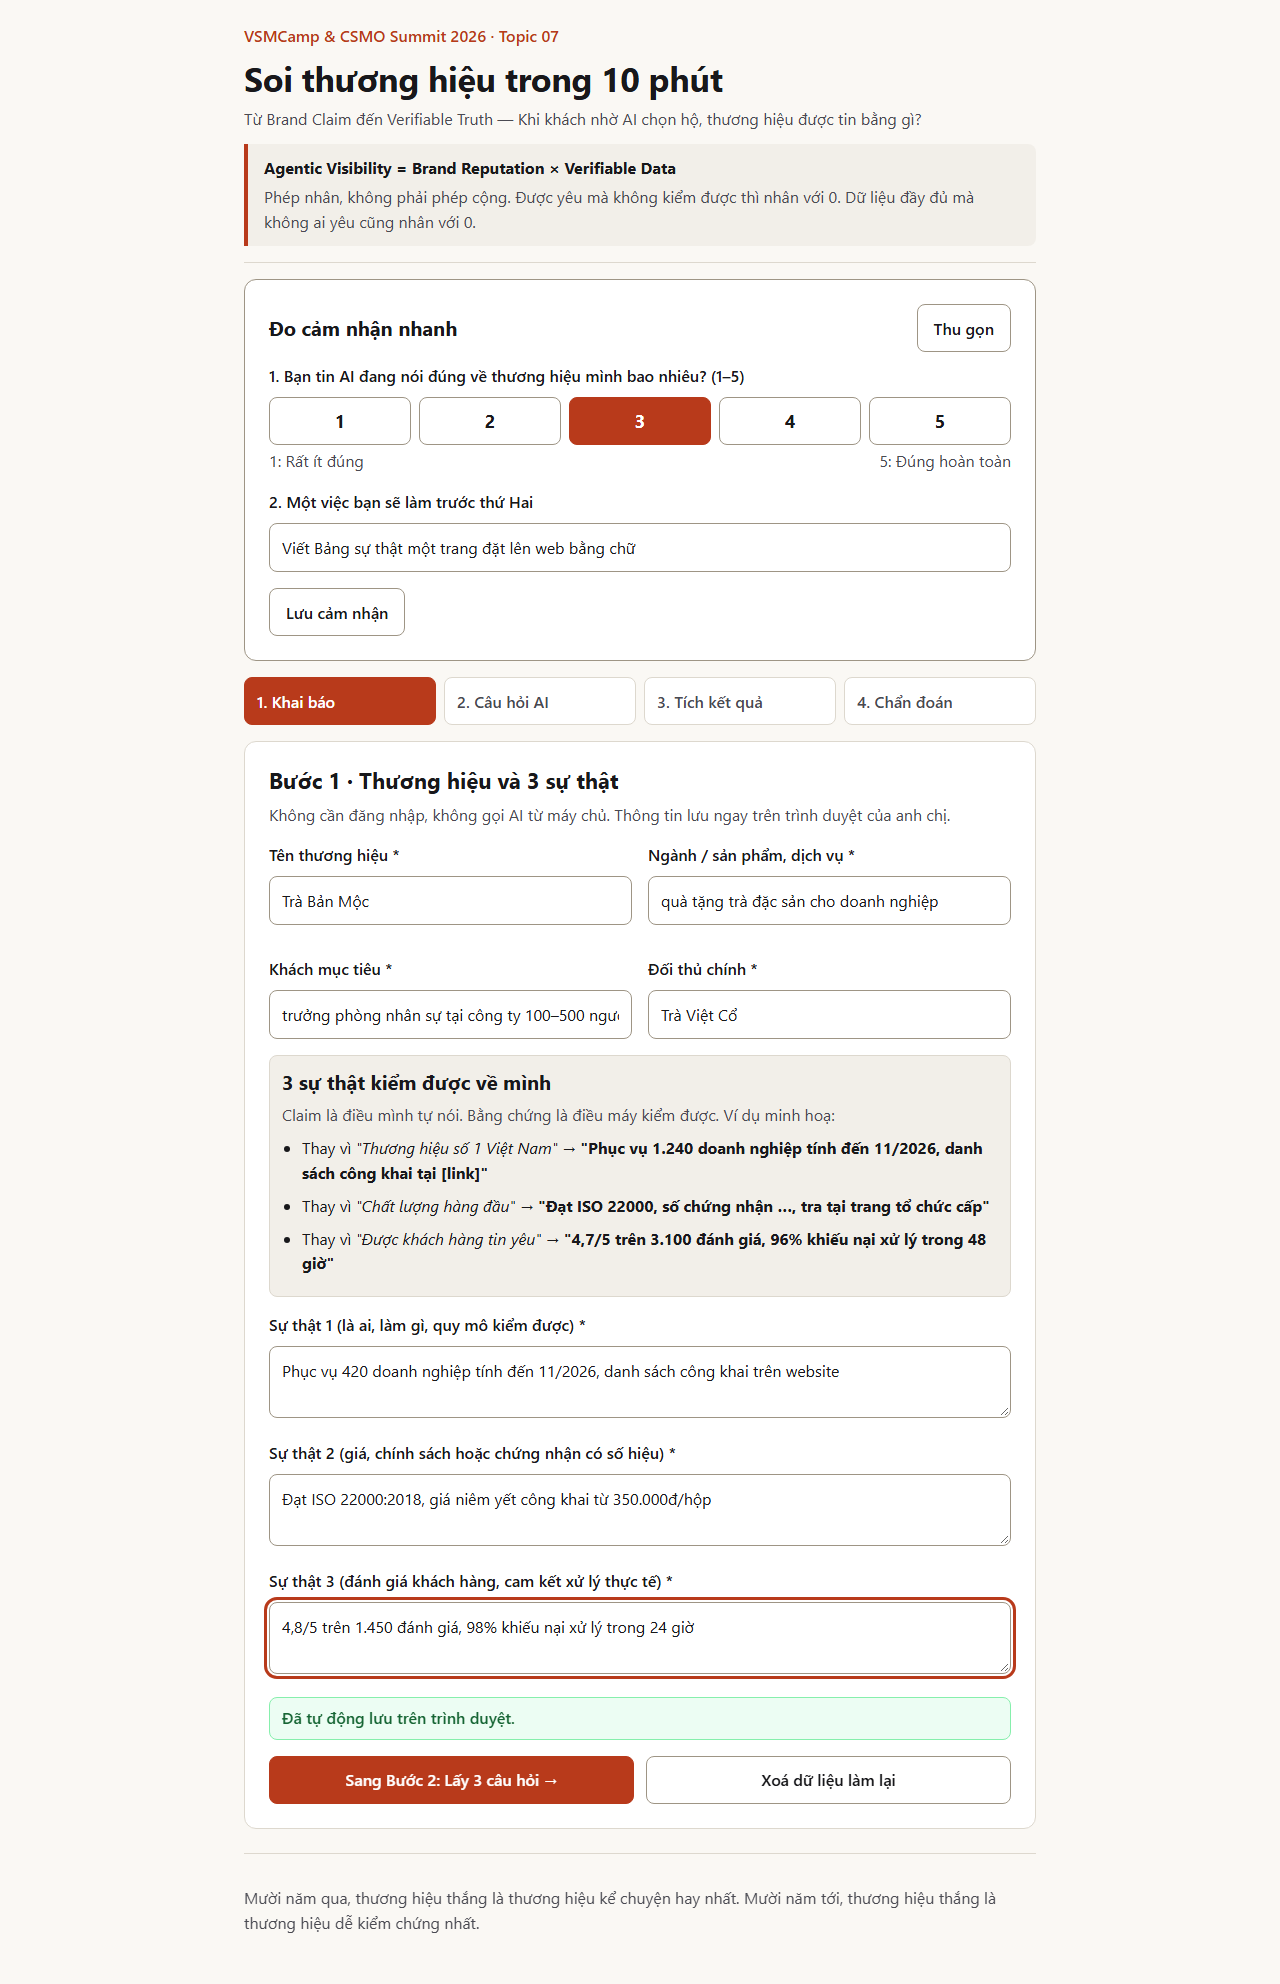 VSMCamp & CSMO Summit 2026 · Topic 07
Soi thương hiệu trong 10 phút
Từ Brand Claim đến Verifiable Truth — Khi khách nhờ AI chọn hộ, thương hiệu được tin bằng gì?
Agentic Visibility = Brand Reputation × Verifiable Data
Phép nhân, không phải phép cộng. Được yêu mà không kiểm được thì nhân với 0. Dữ liệu đầy đủ mà
không ai yêu cũng nhân với 0.
Đo cảm nhận nhanh
Thu gọn
1. Bạn tin AI đang nói đúng về thương hiệu mình bao nhiêu? (1–5)
1 2 3 4 5
1: Rất ít đúng 5: Đúng hoàn toàn
2. Một việc bạn sẽ làm trước thứ Hai
Viết Bảng sự thật một trang đặt lên web bằng chữ
Lưu cảm nhận
1. Khai báo 2. Câu hỏi AI 3. Tích kết quả 4. Chẩn đoán
Bước 1 · Thương hiệu và 3 sự thật
Không cần đăng nhập, không gọi AI từ máy chủ. Thông tin lưu ngay trên trình duyệt của anh chị.
Tên thương hiệu * Ngành / sản phẩm, dịch vụ *
Trà Bản Mộc quà tặng trà đặc sản cho doanh nghiệp
Khách mục tiêu * Đối thủ chính *
trưởng phòng nhân sự tại công ty 100–500 Trà Việt Cổ
3 sự thật kiểm được về mình
Claim là điều mình tự nói. Bằng chứng là điều máy kiểm được. Ví dụ minh hoạ:
• Thay vì "Thương hiệu số 1 Việt Nam" → "Phục vụ 1.240 doanh nghiệp tính đến 11/2026, danh
sách công khai tại [link]"
• Thay vì "Chất lượng hàng đầu" → "Đạt ISO 22000, số chứng nhận ..., tra tại trang tổ chức cấp"
• Thay vì "Được khách hàng tin yêu" → "4,7/5 trên 3.100 đánh giá, 96% khiếu nại xử lý trong 48
giờ"
Sự thật 1 (là ai, làm gì, quy mô kiểm được) *
Phục vụ 420 doanh nghiệp tính đến 11/2026, danh sách công khai trên website
Sự thật 2 (giá, chính sách hoặc chứng nhận có số hiệu) *
Đạt ISO 22000:2018, giá niêm yết công khai từ 350.000đ/hộp
Sự thật 3 (đánh giá khách hàng, cam kết xử lý thực tế) *
4,8/5 trên 1.450 đánh giá, 98% khiếu nại xử lý trong 24 giờ
Đã tự động lưu trên trình duyệt.
Sang Bước 2: Lấy 3 câu hỏi → Xoá dữ liệu làm lại
Mười năm qua, thương hiệu thắng là thương hiệu kể chuyện hay nhất. Mười năm tới, thương hiệu thắng là
thương hiệu dễ kiểm chứng nhất.